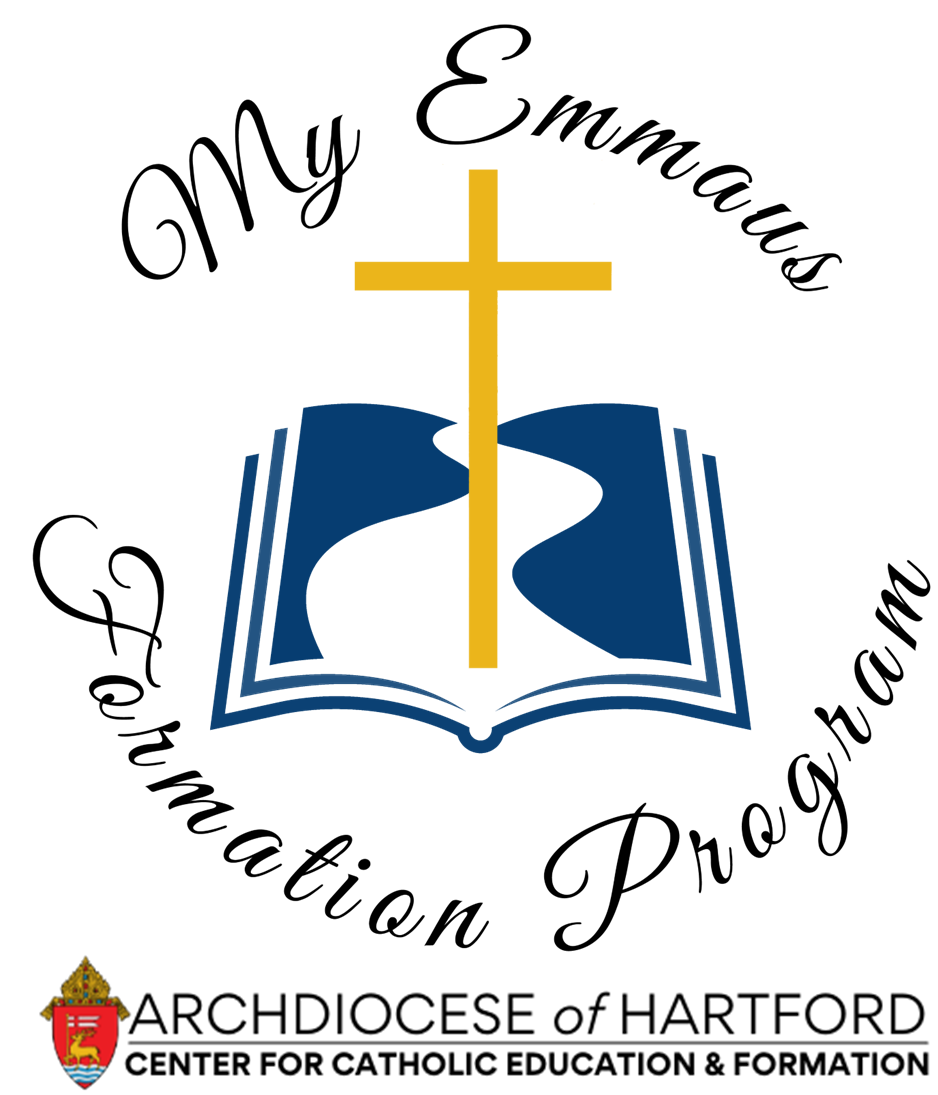 My Emmaus
Formation Program
ARCHDIOCESE of HARTFORD
CENTER FOR CATHOLIC EDUCATION & FORMATION